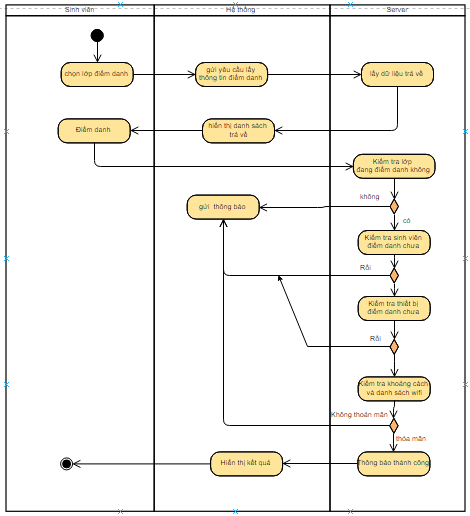 Sinh viên
Hệ thống
Server
chọn lớp điểm danh
gửi yêu cầu lấy
thông tin điểm danh
lấy dữ liệu trả về
Điểm danh
hiển thị danh sách
trả về
Kiểm tra lớp
đang điểm danh không
không
gửi thông báo
có
Kiểm tra sinh viên
điểm danh chưa
Rồi
Kiểm tra thiết bị
điểm danh chưa
Rồi
Kiểm tra khoảng cách
và danh sách wifi
Không thoản mãn
thỏa mãn
Hiển thị kết quả
Thông báo thành công